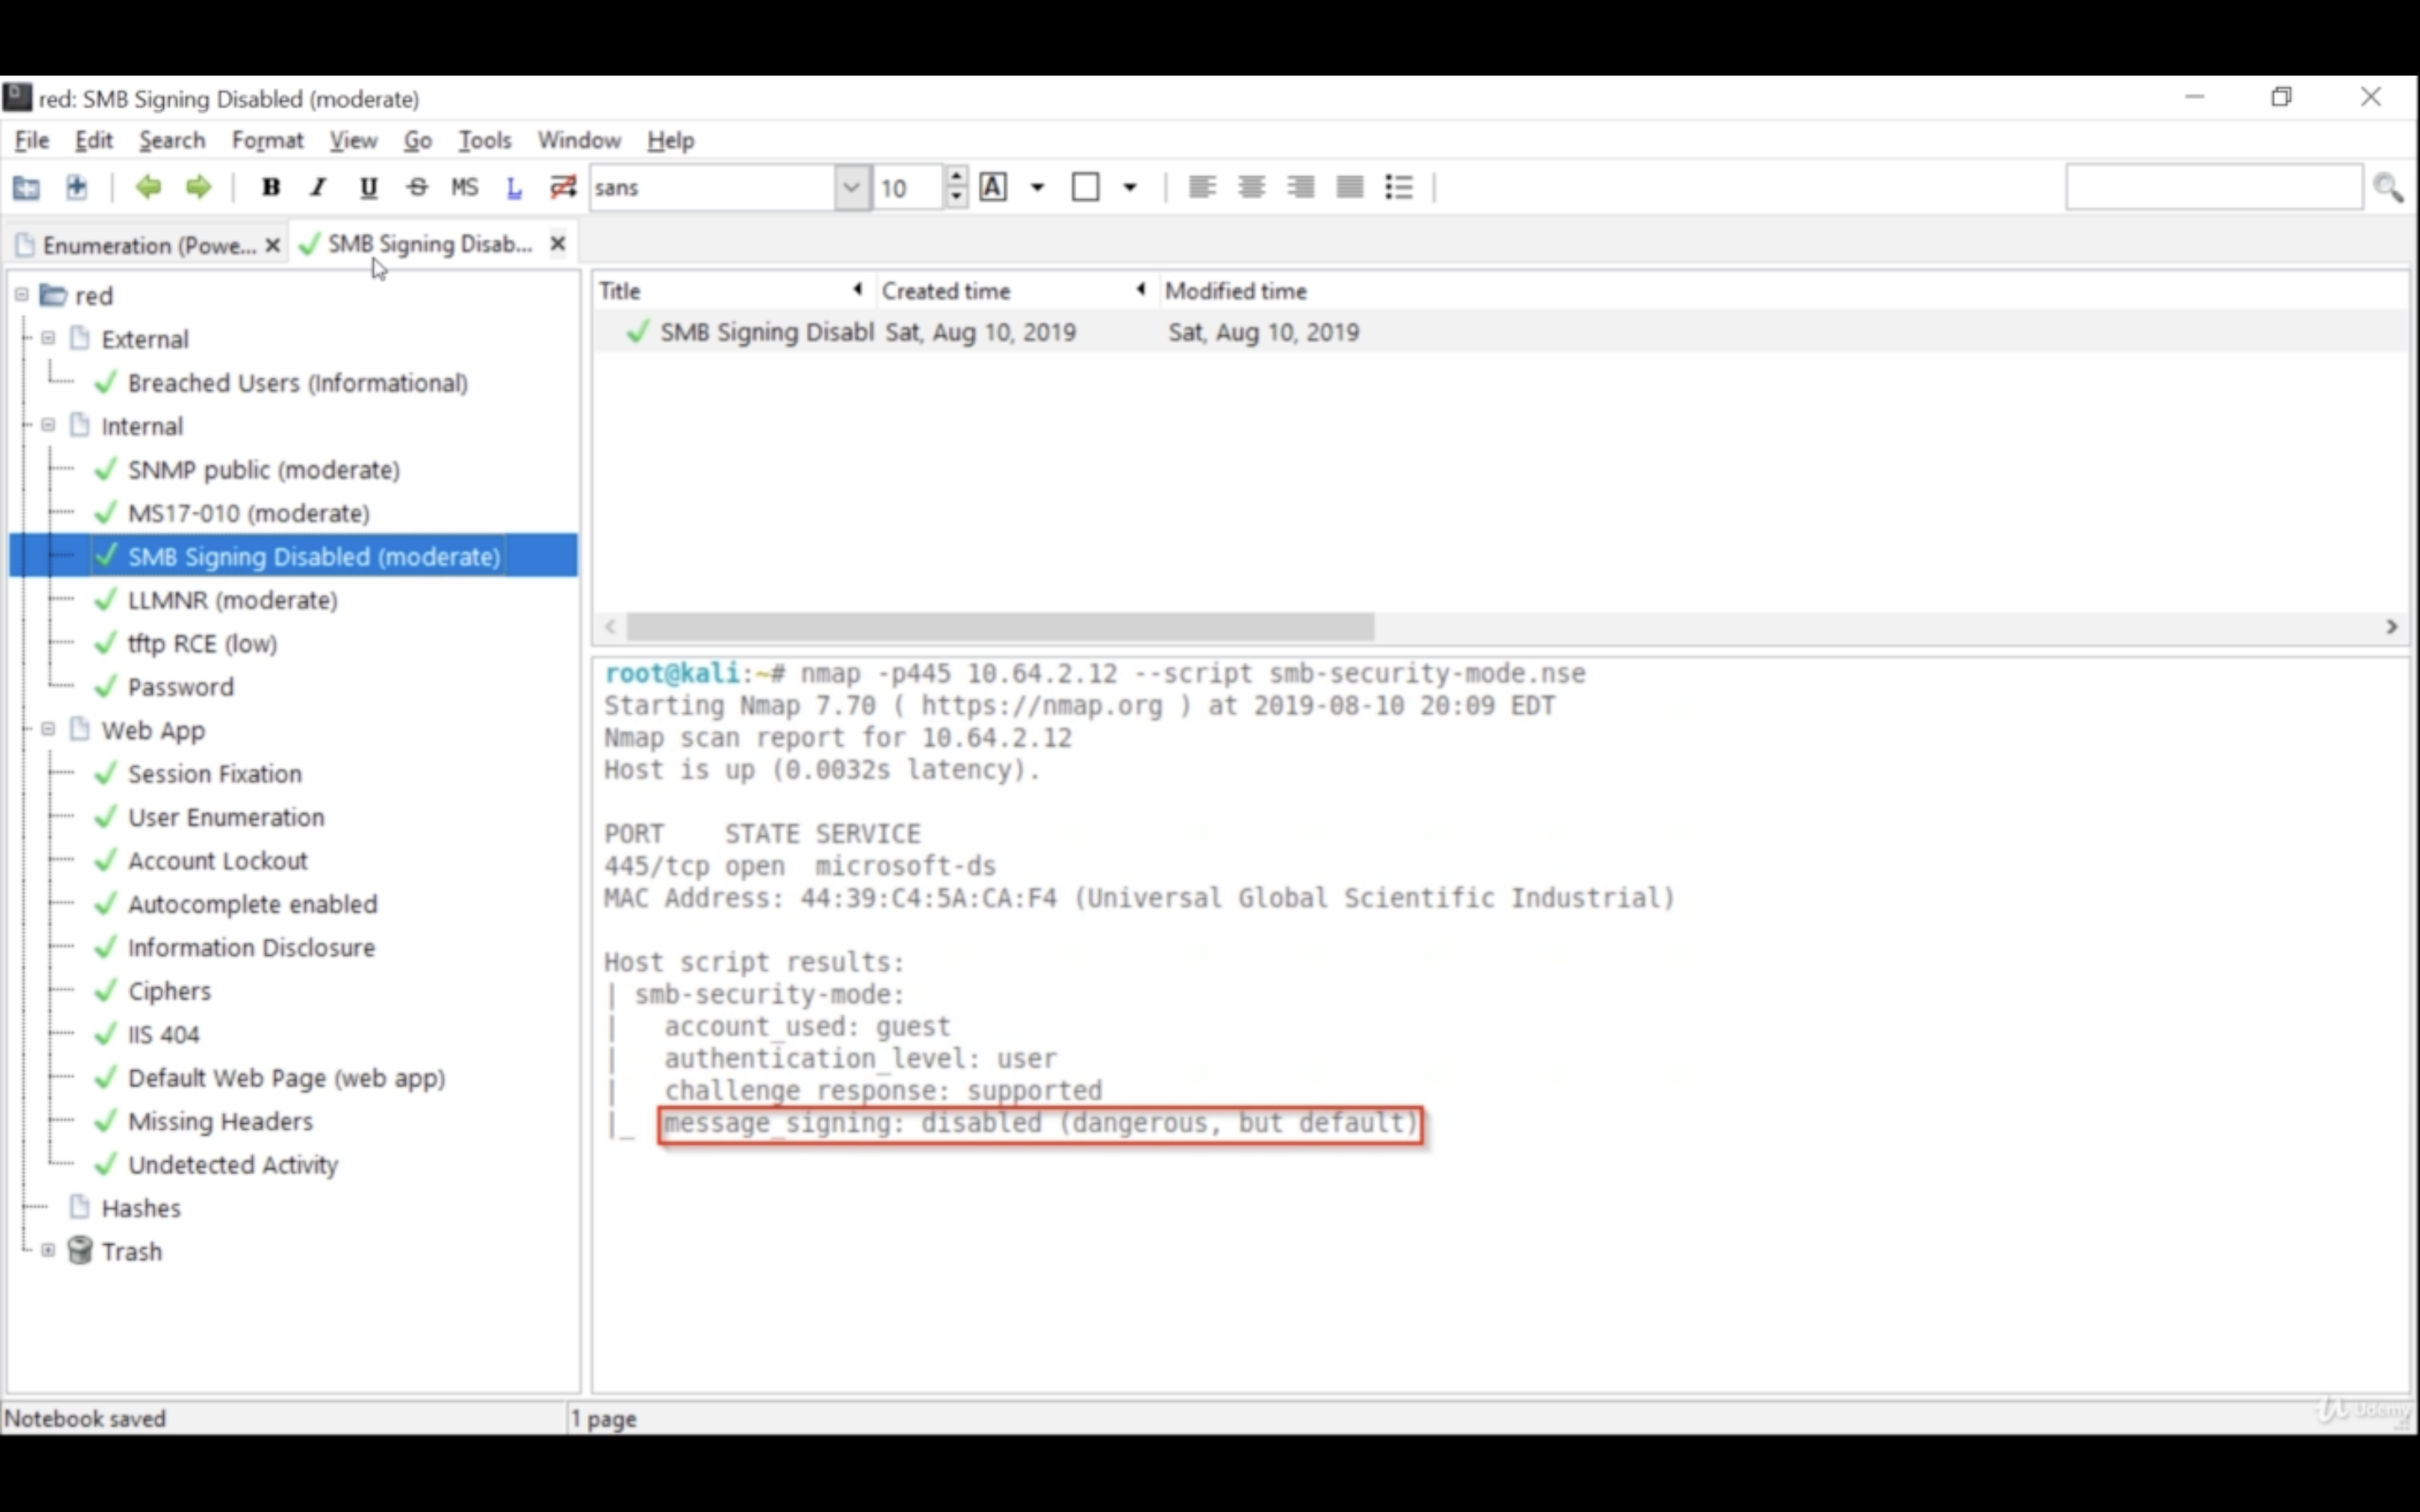 red: SMB Signing Disabled (moderate)
File Edit Search Format View Go Tools Window Help
B I U S MS L sans 10 A
Enumeration (Powe... SMB Signing Disab...
red
External
Breached Users (Informational)
Internal
SNMP public (moderate)
MS17-010 (moderate)
SMB Signing Disabled (moderate)
LLMNR (moderate)
tftp RCE (low)
Password
Web App
Session Fixation
User Enumeration
Account Lockout
Autocomplete enabled
Information Disclosure
Ciphers
IIS 404
Default Web Page (web app)
Missing Headers
Undetected Activity
Hashes
Trash
Title Created time Modified time
SMB Signing Disabl Sat, Aug 10, 2019 Sat, Aug 10, 2019
root@kali:~# nmap -p445 10.64.2.12 --script smb-security-mode.nse
Starting Nmap 7.70 ( https://nmap.org ) at 2019-08-10 20:09 EDT
Nmap scan report for 10.64.2.12
Host is up (0.0032s latency).
PORT STATE SERVICE
445/tcp open microsoft-ds
MAC Address: 44:39:C4:5A:CA:F4 (Universal Global Scientific Industrial)
Host script results:
| smb-security-mode:
| account_used: guest
| authentication_level: user
| challenge_response: supported
|_ message_signing: disabled (dangerous, but default)
Notebook saved
1 page
Udemy